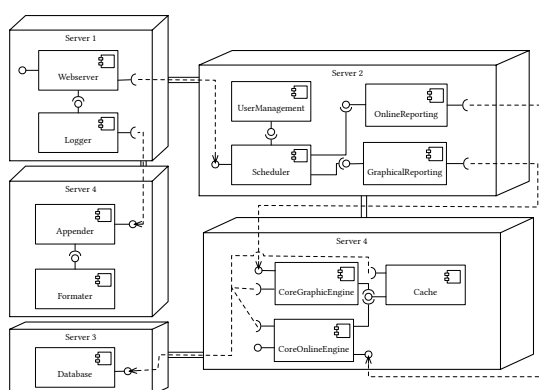 Server 1
Webserver
Logger
Server 2
UserManagement
OnlineReporting
Scheduler
GraphicalReporting
Server 4
Appender
Formater
Server 4
CoreGraphicEngine
Cache
CoreOnlineEngine
Server 3
Database